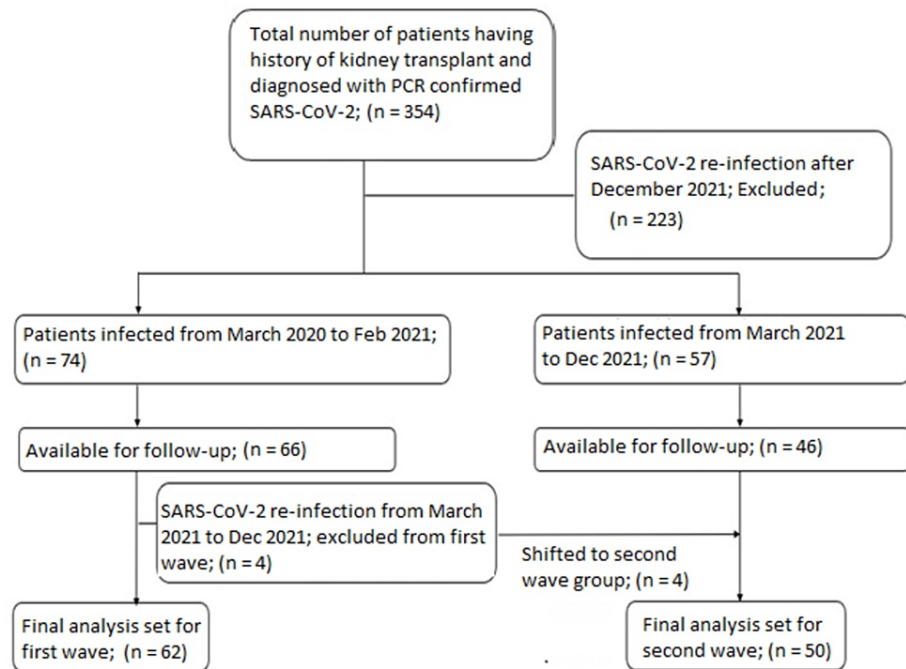 Total number of patients having
history of kidney transplant and
diagnosed with PCR confirmed
SARS-CoV-2; (n = 354)
SARS-CoV-2 re-infection after
December 2021; Excluded;
(n = 223)
Patients infected from March 2020 to Feb 2021;
(n = 74)
Patients infected from March 2021
to Dec 2021; (n = 57)
Available for follow-up; (n = 66)
Available for follow-up; (n = 46)
SARS-CoV-2 re-infection from March
2021 to Dec 2021; excluded from first
wave; (n = 4)
Shifted to second
wave group; (n = 4)
Final analysis set for
first wave; (n = 62)
Final analysis set for
second wave; (n = 50)